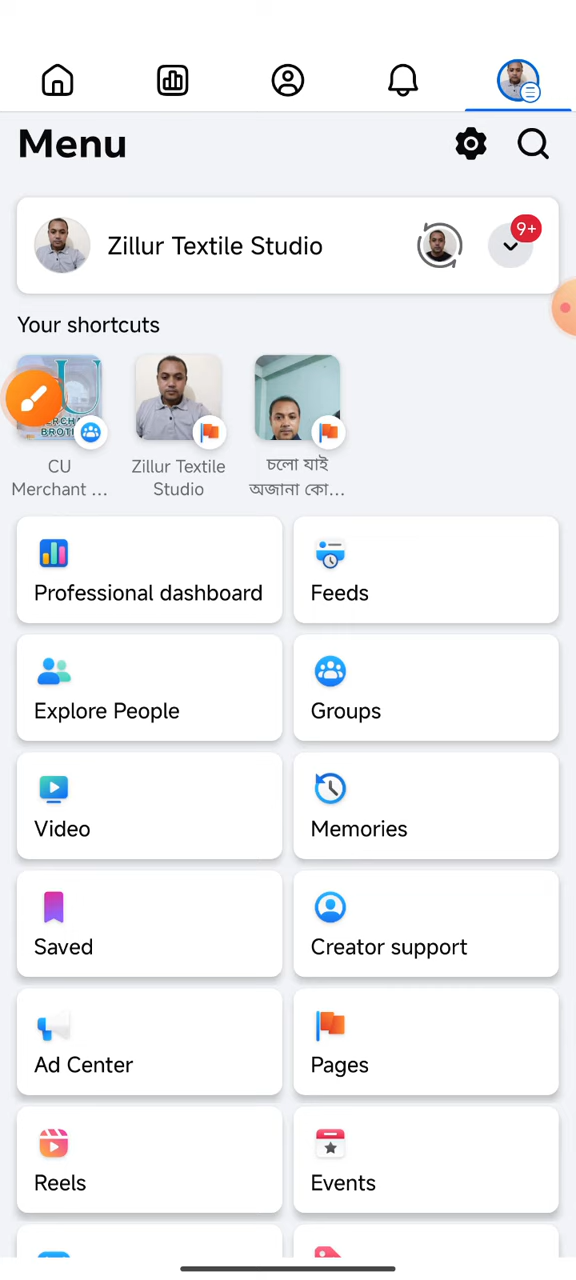 Menu
Zillur Textile Studio
9+
Your shortcuts
U
CU
Merchant ...
Zillur Textile
Studio
চলো যাই
অজানা কো...
Professional dashboard
Feeds
Explore People
Groups
Video
Memories
Saved
Creator support
Ad Center
Pages
Reels
Events